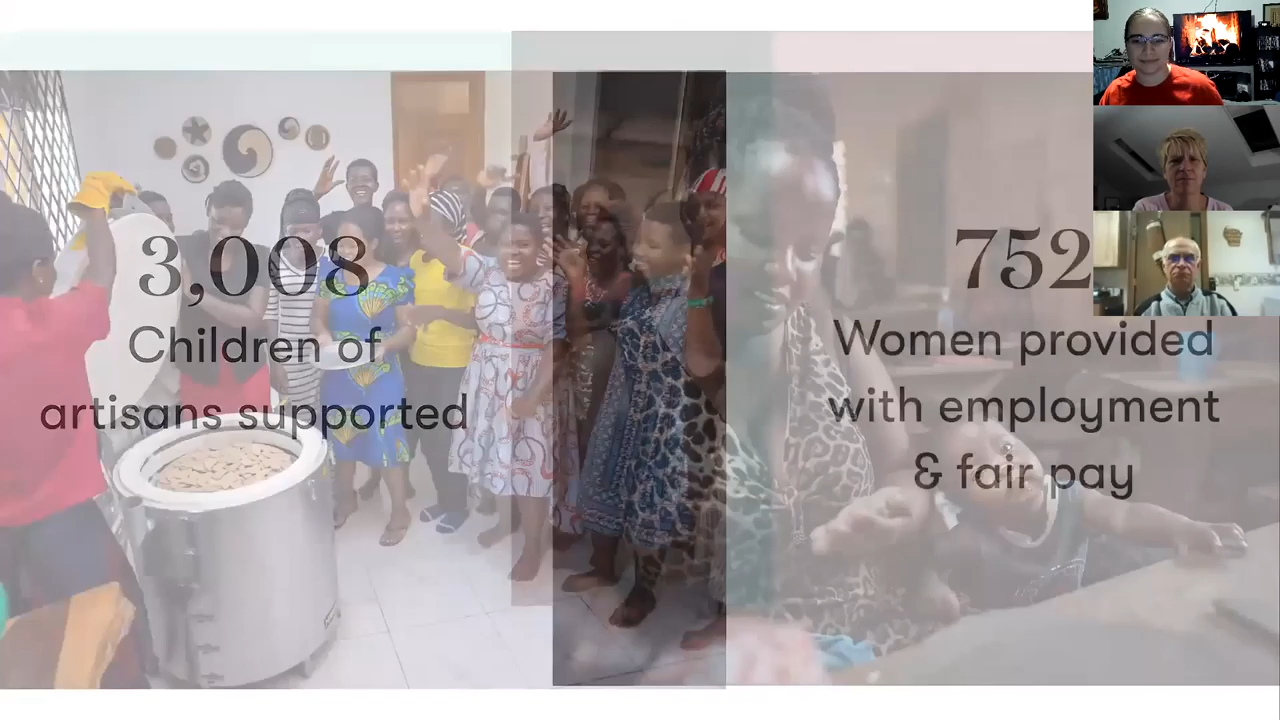 3,008
Children of
artisans supported
752
Women provided
with employment
& fair pay